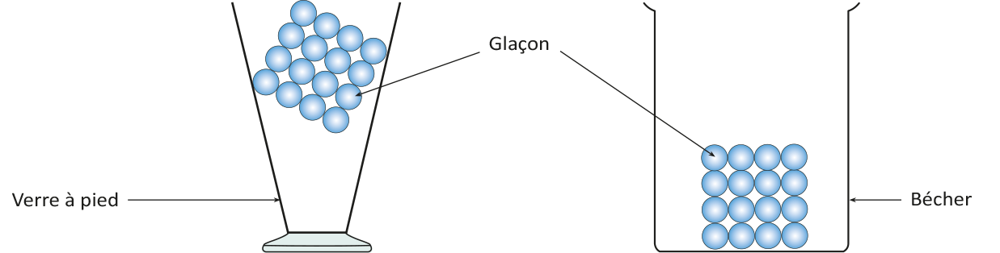 Glaçon
Verre à pied
Bécher